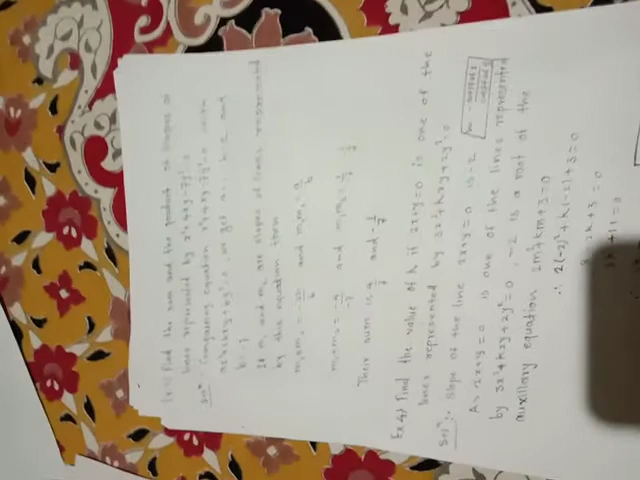 Find the sum and the product of slopes of
lines represented by x²+4xy-7y²=0
Solⁿ: Comparing equation x²+4xy-7y²=0 with
ax²+2hxy+by²=0, we get a=1, h=2 and
b=-7
If m₁ and m₂ are slopes of lines represented
by this equation then
m₁+m₂ = -2h/b and m₁m₂ = a/b
m₁+m₂ = -4/-7 and m₁m₂ = 1/-7
Their sum is 4/7 and -1/7
Find the value of k if 2x+y=0 is one of the
lines represented by 3x²+kxy+2y²=0
Solⁿ:- Slope of the line 2x+y=0 is -2
As 2x+y=0 is one of the lines represented
by 3x²+kxy+2y²=0, -2 is a root of the
auxillary equation 2m²+km+3=0
∴ 2(-2)²+k(-2)+3=0
8-2k+3=0